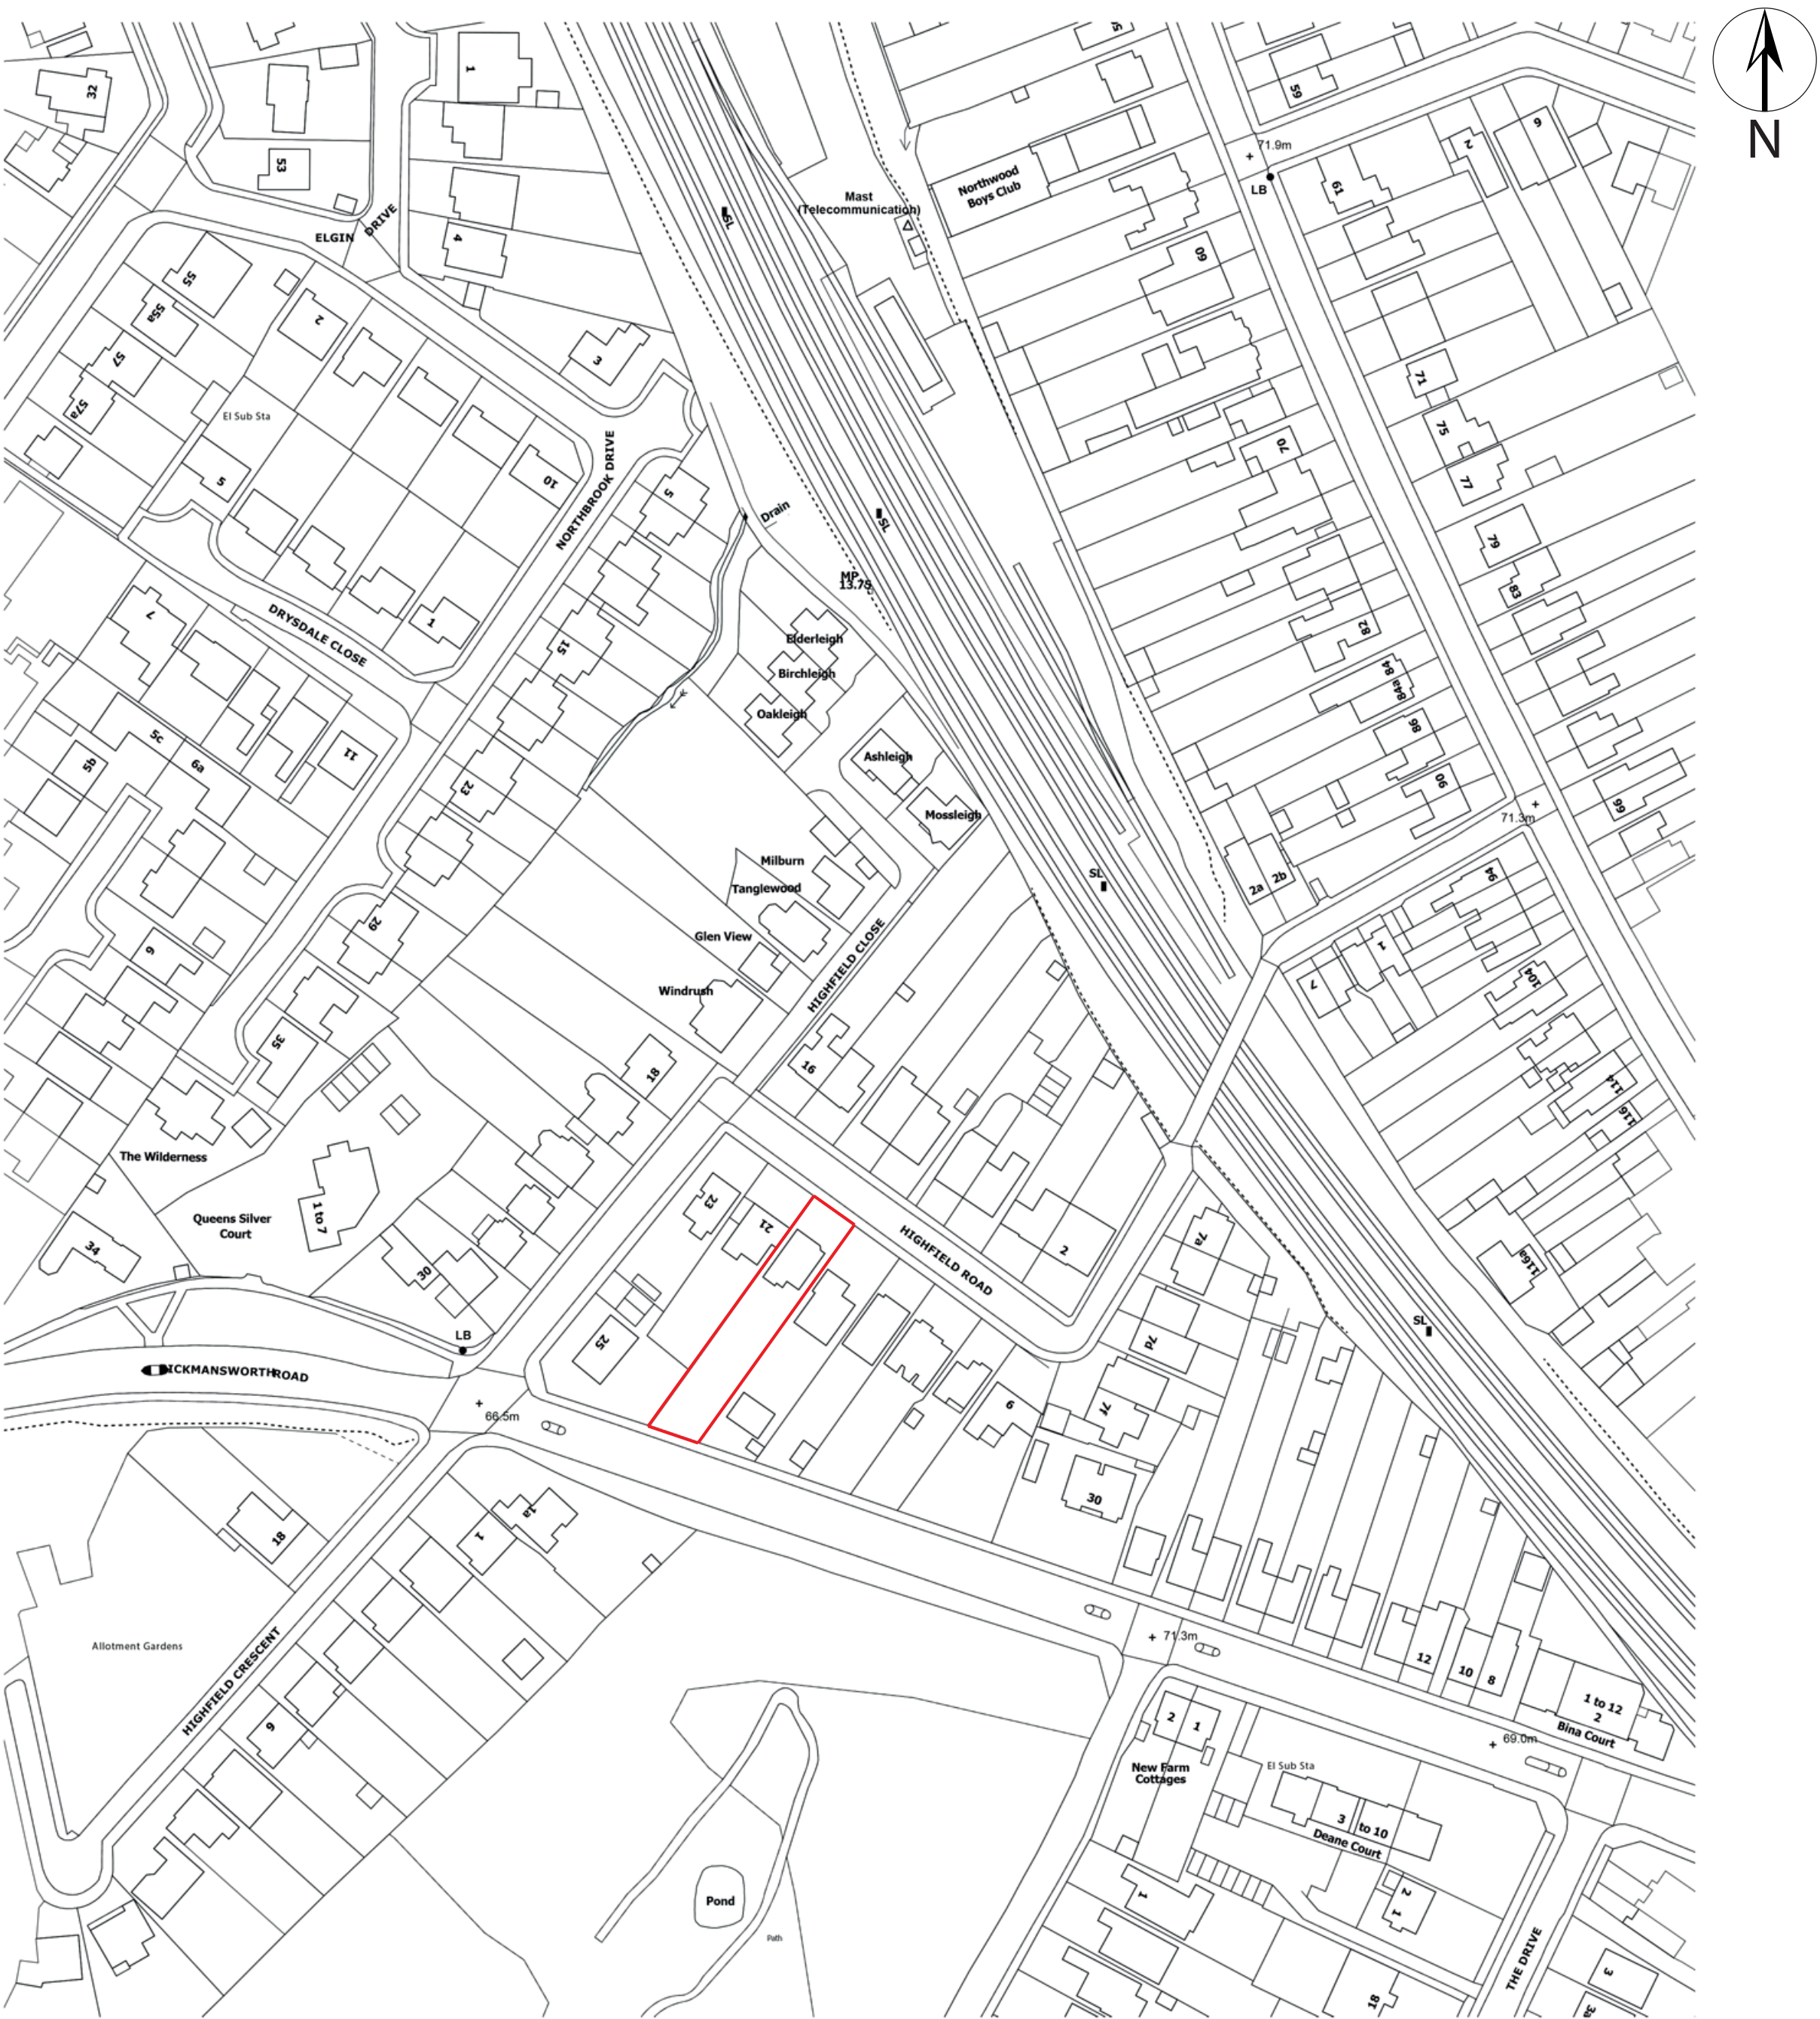 N
32
1
59
6
2
71.9m
LB
61
53
Northwood
Boys Club
Mast
(Telecommunication)
SL
ELGIN DRIVE
4
60
55
55a
2
57
3
57a
71
El Sub Sta
75
70
77
5
10
NORTHBROOK DRIVE
5
Drain
SL
79
MP
13.75
83
7
DRYSDALE CLOSE
1
15
Elderleigh
82
Birchleigh
84
84a
Oakleigh
86
5c
11
Ashleigh
5b
6a
23
90
66
Mossleigh
71.3m
Milburn
SL
Tanglewood
2a
2b
94
29
Glen View
1
HIGHFIELD CLOSE
9
Windrush
7
104
35
16
18
114
116
The Wilderness
1 to 7
23
21
Queens Silver
Court
34
HIGHFIELD ROAD
2
7a
116a
30
LB
SL
25
7d
ICKMANSWORTH ROAD
66.5m
9
7f
30
1a
1
18
71.3m
Allotment Gardens
HIGHFIELD CRESCENT
12
10
8
1 to 12
2
Bina Court
9
2
1
69.0m
New Farm
Cottages
El Sub Sta
3 to 10
Deane Court
Pond
1
2
1
Path
THE DRIVE
3
18
3a